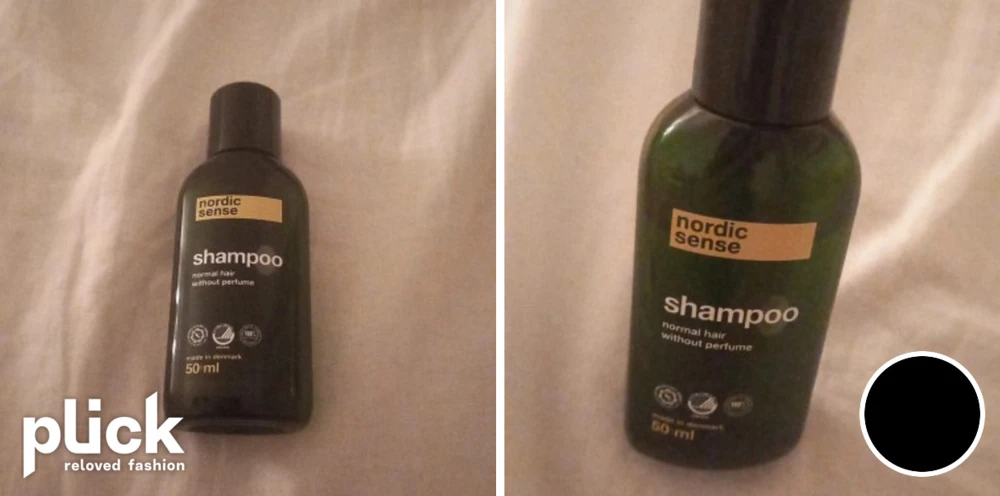 nordic
sense
shampoo
normal hair
without perfume
made in denmark
50 ml
plick
reloved fashion
nordic
sense
shampoo
normal hair
without perfume
made in denmark
50 ml